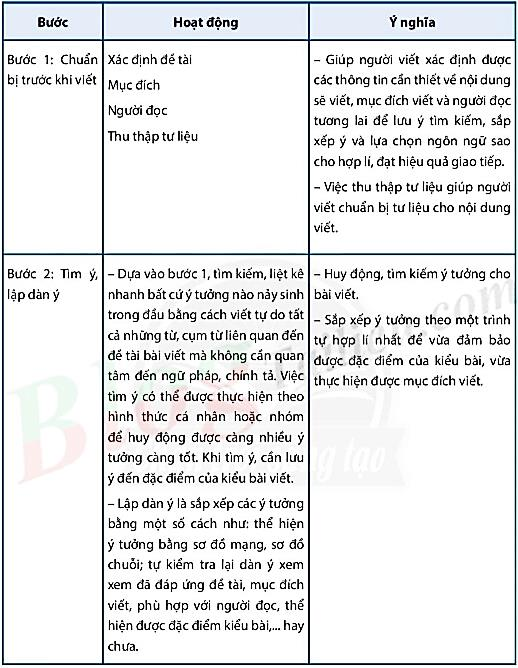 Bước
Hoạt động
Ý nghĩa
Bước 1: Chuẩn
bị trước khi viết
Xác định đề tài
Mục đích
Người đọc
Thu thập tư liệu
– Giúp người viết xác định được
các thông tin cần thiết về nội dung
sẽ viết, mục đích viết và người đọc
tương lai để lưu ý tìm kiếm, sắp
xếp ý và lựa chọn ngôn ngữ sao
cho hợp lí, đạt hiệu quả giao tiếp.
– Việc thu thập tư liệu giúp người
viết chuẩn bị tư liệu cho nội dung
viết.
Bước 2: Tìm ý,
lập dàn ý
– Dựa vào bước 1, tìm kiếm, liệt kê
nhanh bất cứ ý tưởng nào nảy sinh
trong đầu bằng cách viết tự do tất
cả những từ, cụm từ liên quan đến
đề tài bài viết mà không cần quan
tâm đến ngữ pháp, chính tả. Việc
tìm ý có thể được thực hiện theo
hình thức cá nhân hoặc nhóm
để huy động được càng nhiều ý
tưởng càng tốt. Khi tìm ý, cần lưu
ý đến đặc điểm của kiểu bài viết.
– Lập dàn ý là sắp xếp các ý tưởng
bằng một số cách như: thể hiện
ý tưởng bằng sơ đồ mạng, sơ đồ
chuỗi; tự kiểm tra lại dàn ý xem
xem đã đáp ứng đề tài, mục đích
viết, phù hợp với người đọc, thể
hiện được đặc điểm kiểu bài,... hay
chưa.
– Huy động, tìm kiếm ý tưởng cho
bài viết.
– Sắp xếp ý tưởng theo một trình
tự hợp lí nhất để vừa đảm bảo
được đặc điểm của kiểu bài, vừa
thực hiện được mục đích viết.